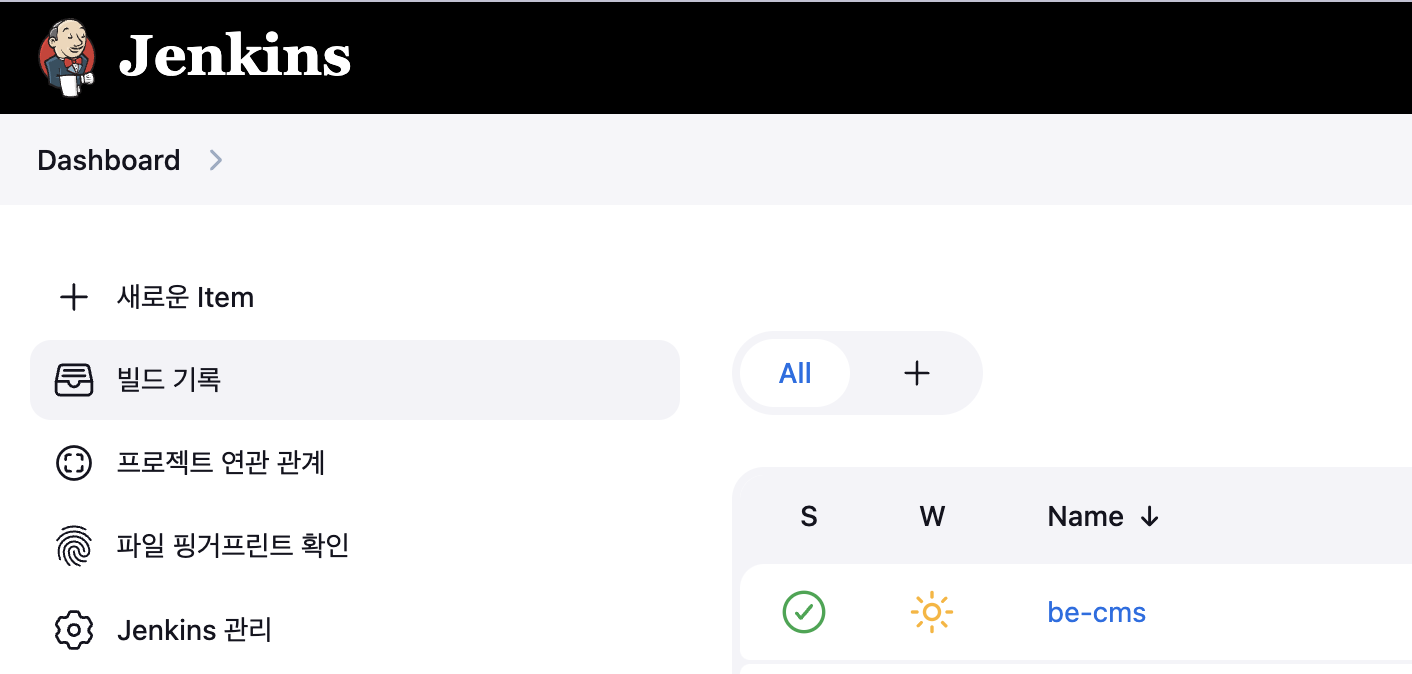 Jenkins
Dashboard
새로운 Item
빌드 기록
프로젝트 연관 관계
파일 핑거프린트 확인
Jenkins 관리
All
S W Name
be-cms